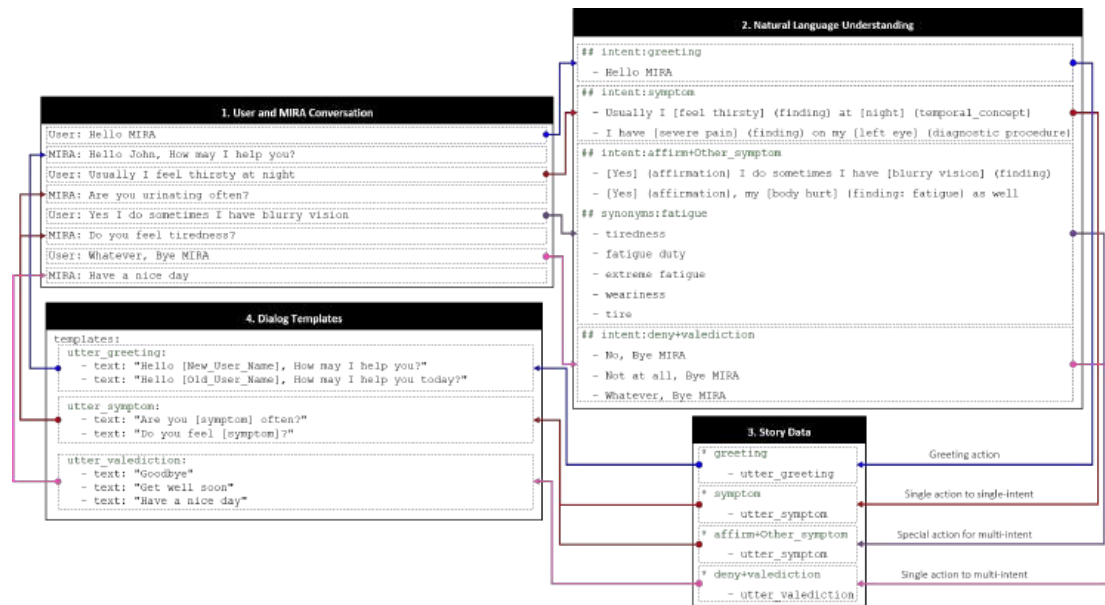 1. User and MIRA Conversation
User: Hello MIRA
MIRA: Hello John, How may I help you?
User: Usually I feel thirsty at night
MIRA: Are you urinating often?
User: Yes I do sometimes I have blurry vision
MIRA: Do you feel tiredness?
User: Whatever, Bye MIRA
MIRA: Have a nice day
2. Natural Language Understanding
## intent:greeting
- Hello MIRA
## intent:symptom
- Usually I [feel thirsty] (finding) at [night] (temporal_concept)
- I have [severe pain] (finding) on my [left eye] (diagnostic procedure)
## intent:affirm+Other_symptom
- [Yes] (affirmation) I do sometimes I have [blurry vision] (finding)
- [Yes] (affirmation), my [body hurt] (finding: fatigue) as well
## synonyms:fatigue
- tiredness
- fatigue duty
- extreme fatigue
- weariness
- tire
## intent:deny+valediction
- No, Bye MIRA
- Not at all, Bye MIRA
- Whatever, Bye MIRA
3. Story Data
* greeting
- utter_greeting
* symptom
- utter_symptom
* affirm+Other_symptom
- utter_symptom
* deny+valediction
- utter_valediction
Greeting action
Single action to single-intent
Special action for multi-intent
Single action to multi-intent
4. Dialog Templates
templates:
utter_greeting:
- text: "Hello [New_User_Name], How may I help you?"
- text: "Hello [Old_User_Name], How may I help you today?"
utter_symptom:
- text: "Are you [symptom] often?"
- text: "Do you feel [symptom]?"
utter_valediction:
- text: "Goodbye"
- text: "Get well soon"
- text: "Have a nice day"